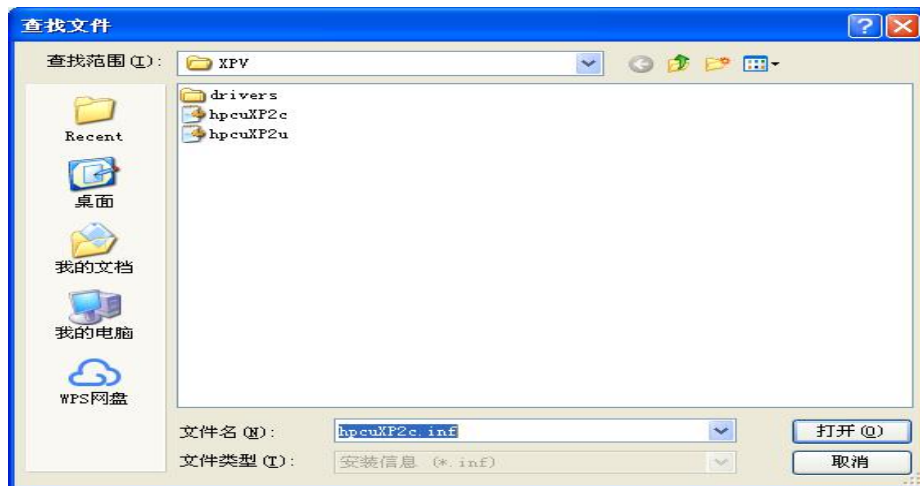 查找文件
查找范围(I):
XPV
drivers
hpcuXP2c
hpcuXP2u
Recent
桌面
我的文档
我的电脑
WPS网盘
文件名(N):
hpcuXP2c.inf
打开(O)
文件类型(T):
安装信息 (*.inf)
取消